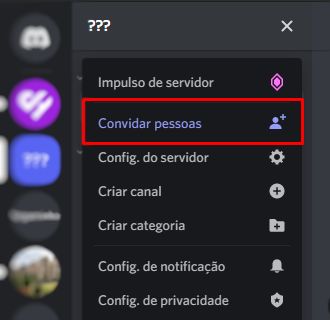 ???
Impulso de servidor
Convidar pessoas
???
Config. do servidor
Criar canal
Criar categoria
Config. de notificação
Config. de privacidade